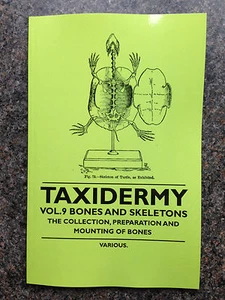 Fig. 75.—Skeleton of Turtle, as Exhibited.
TAXIDERMY
VOL.9 BONES AND SKELETONS
THE COLLECTION, PREPARATION AND
MOUNTING OF BONES
VARIOUS.